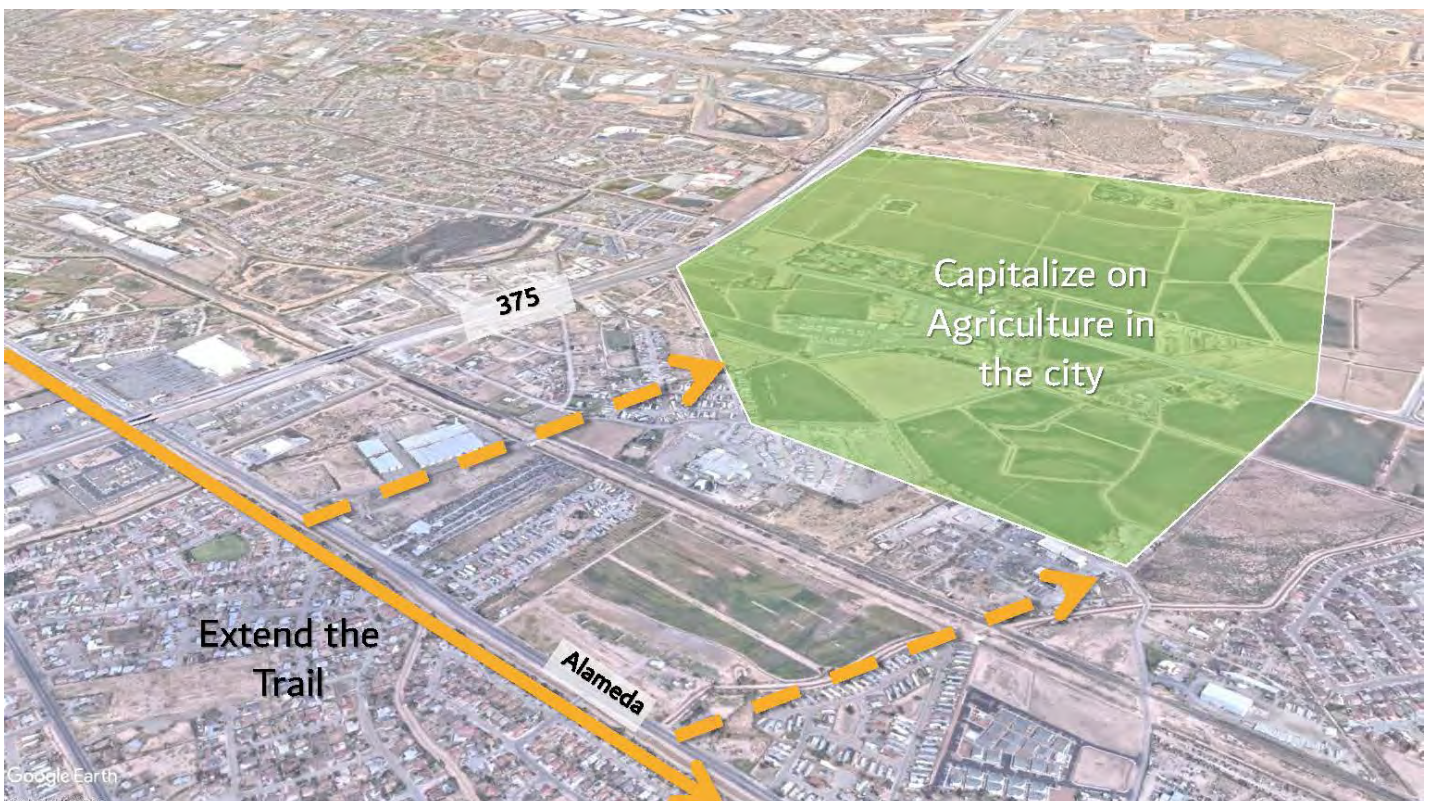 375
Capitalize on
Agriculture in
the city
Extend the
Trail
Alameda
Google Earth